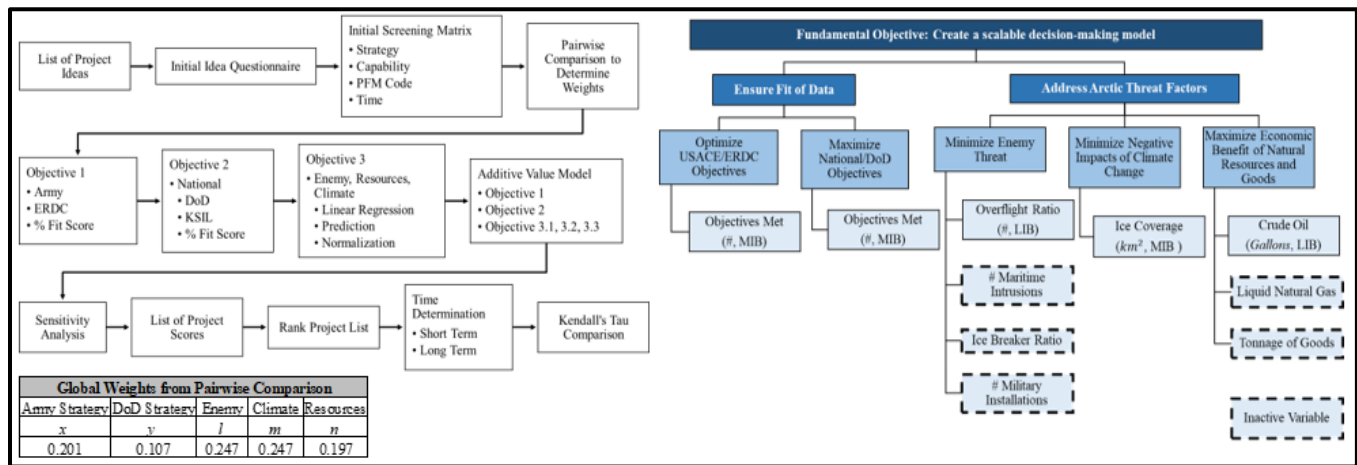 List of Project
Ideas
Initial Idea Questionnaire
Initial Screening Matrix
• Strategy
• Capability
• PFM Code
• Time
Pairwise
Comparison to
Determine
Weights
Objective 1
• Army
• ERDC
• % Fit Score
Objective 2
• National
• DoD
• KSIL
• % Fit Score
Objective 3
• Enemy, Resources,
Climate
• Linear Regression
• Prediction
• Normalization
Additive Value Model
• Objective 1
• Objective 2
• Objective 3.1, 3.2, 3.3
Sensitivity
Analysis
List of Project
Scores
Rank Project List
Time
Determination
• Short Term
• Long Term
Kendall's Tau
Comparison
Global Weights from Pairwise Comparison
Army Strategy DoD Strategy Enemy Climate Resources
x y l m n
0.201 0.107 0.247 0.247 0.197
Fundamental Objective: Create a scalable decision-making model
Ensure Fit of Data
Address Arctic Threat Factors
Optimize
USACE/ERDC
Objectives
Maximize
National/DoD
Objectives
Minimize Enemy
Threat
Minimize Negative
Impacts of Climate
Change
Maximize Economic
Benefit of Natural
Resources and
Goods
Objectives Met
(#, MIB)
Objectives Met
(#, MIB)
Overflight Ratio
(#, LIB)
Ice Coverage
(km², MIB )
Crude Oil
(Gallons, LIB)
# Maritime
Intrusions
Liquid Natural Gas
Ice Breaker Ratio
Tonnage of Goods
# Military
Installations
Inactive Variable